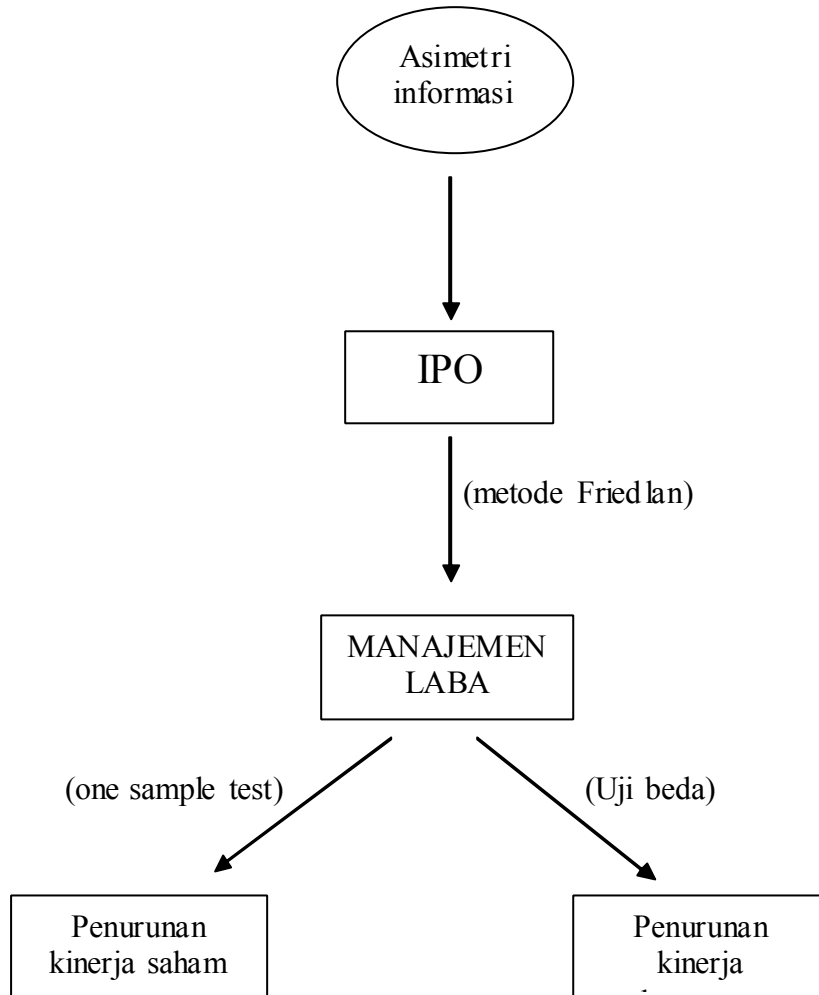 Asimetri
informasi
IPO
(metode Friedlan)
MANAJEMEN
LABA
(one sample test)
(Uji beda)
Penurunan
kinerja saham
Penurunan
kinerja